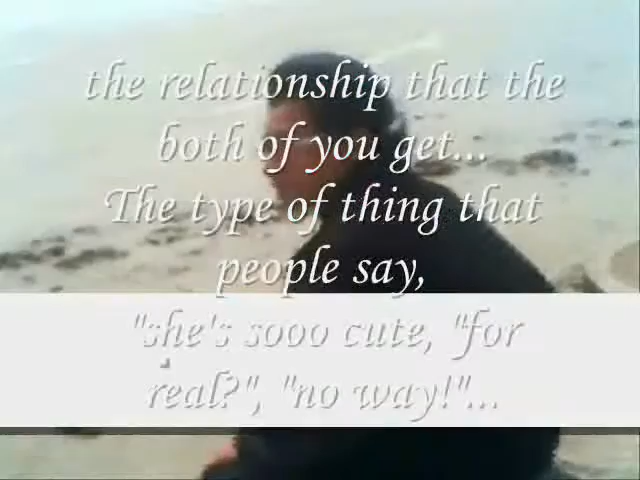 the relationship that the
both of you get...
The type of thing that
people say,
"she's sooo cute, "for
real?", "no way!"...